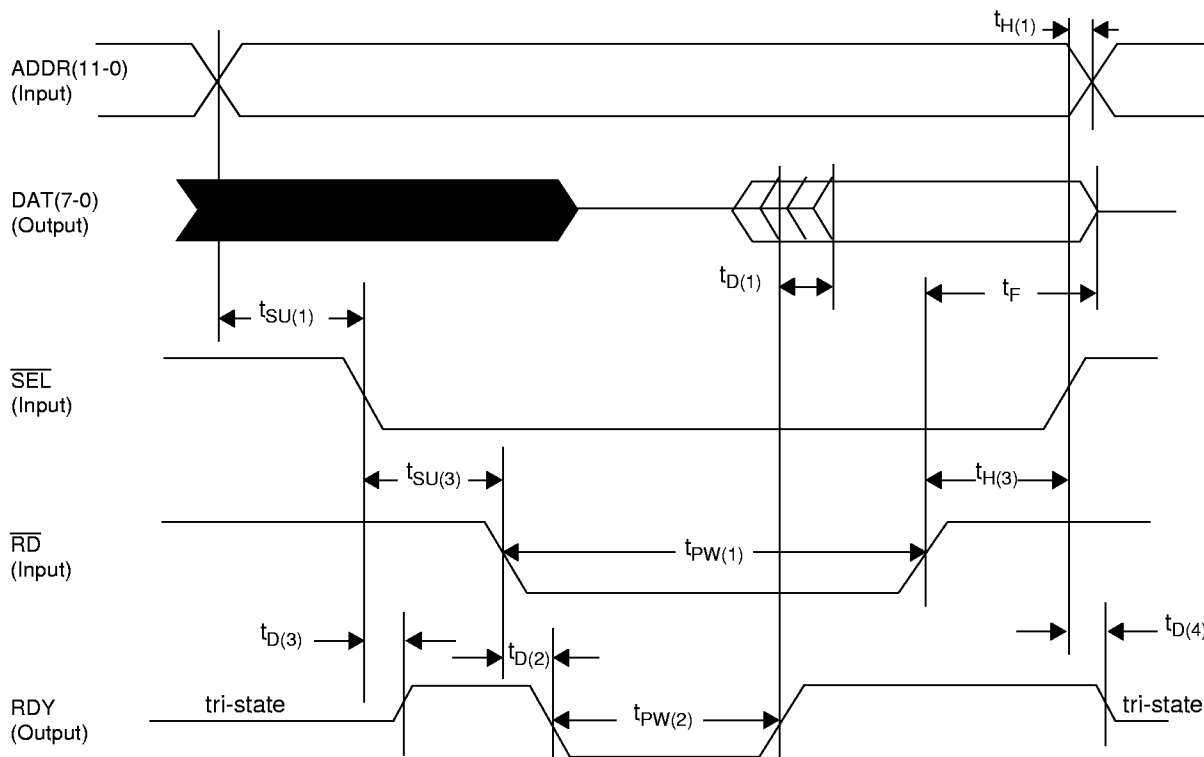 tH(1)
ADDR(11-0)
(Input)
DAT(7-0)
(Output)
tD(1)
tF
tSU(1)
SEL
(Input)
tSU(3)
tH(3)
RD
(Input)
tPW(1)
tD(3)
tD(2)
tD(4)
RDY
(Output)
tri-state
tPW(2)
tri-state